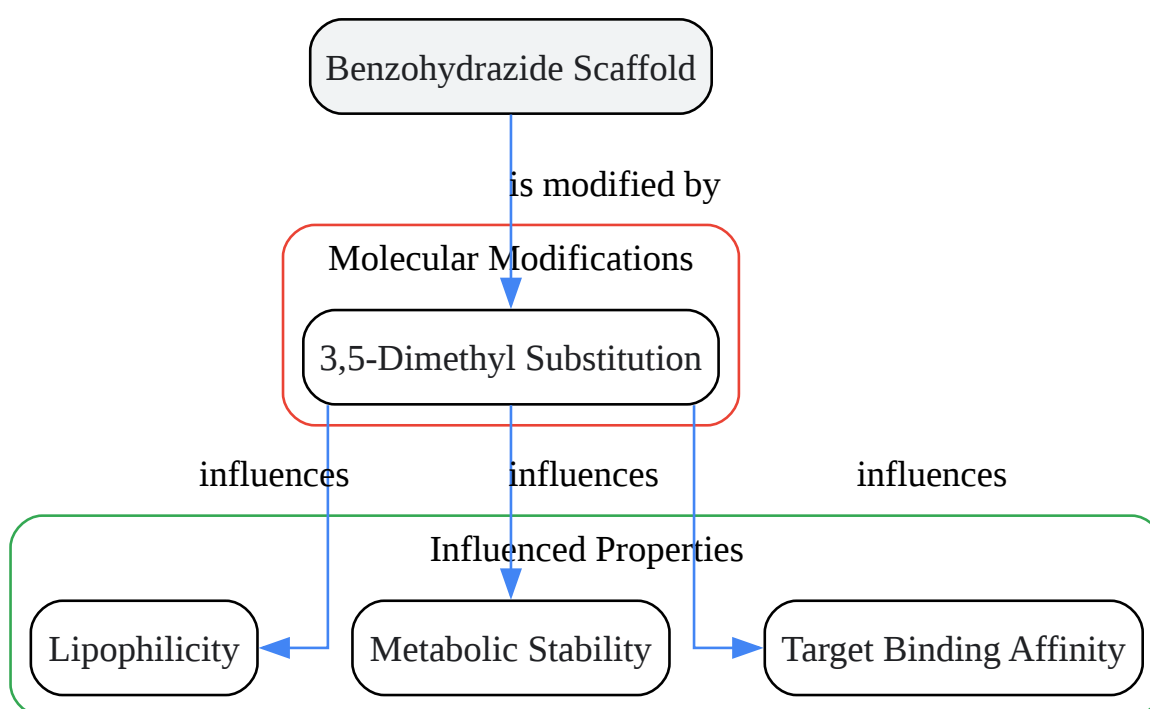 Benzohydrazide Scaffold
is modified by
Molecular Modifications
3,5-Dimethyl Substitution
influences
influences
influences
Influenced Properties
Lipophilicity
Metabolic Stability
Target Binding Affinity